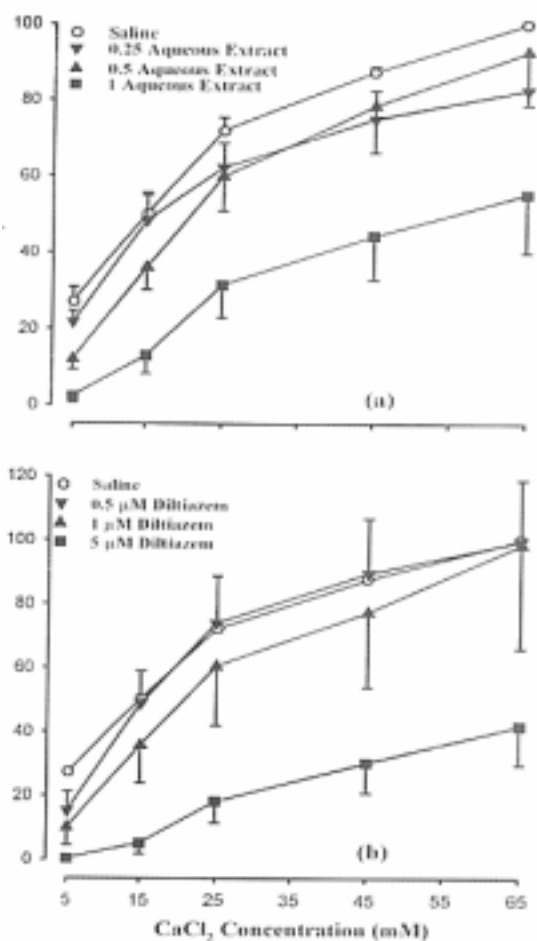 100
80
60
40
20
0
Saline
0.25 Aqueous Extract
0.5 Aqueous Extract
1 Aqueous Extract
(a)
120
100
80
60
40
20
0
Saline
0.5 µM Diltiazem
1 µM Diltiazem
5 µM Diltiazem
(b)
5 15 25 35 45 55 65
CaCl₂ Concentration (mM)